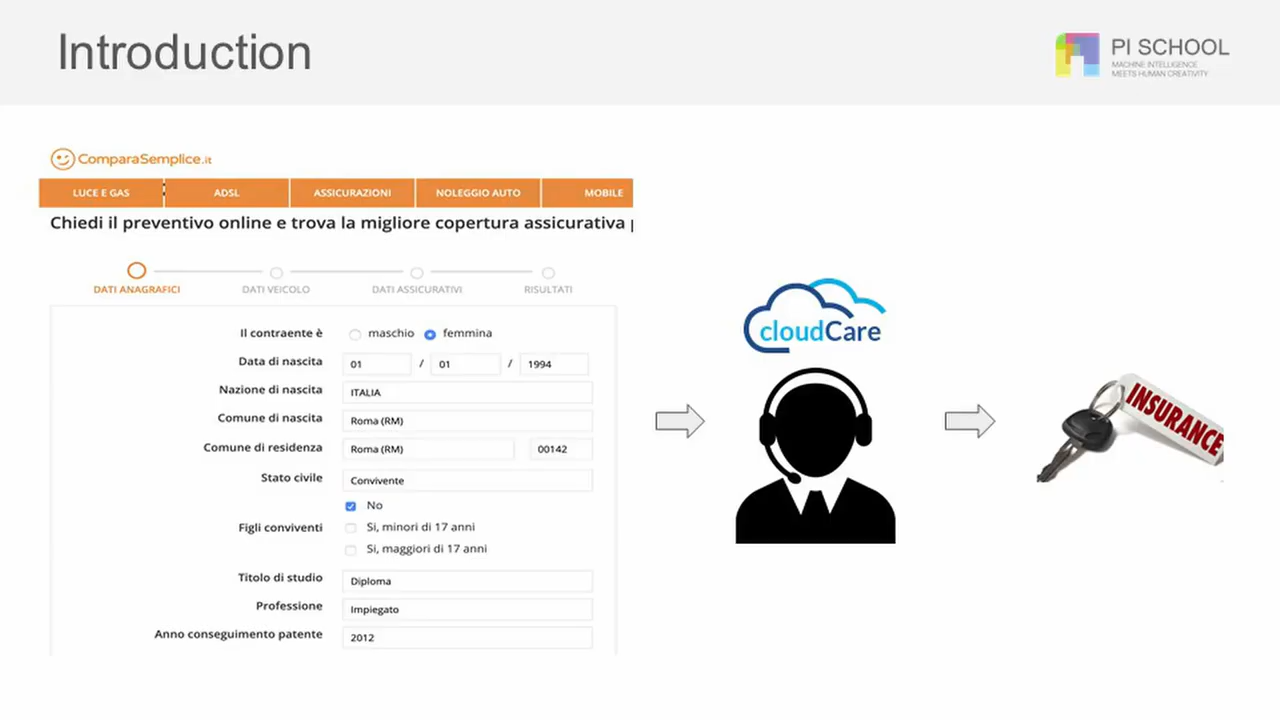 Introduction
PI SCHOOL
MACHINE INTELLIGENCE
MEETS HUMAN CREATIVITY
ComparaSemplice.it
LUCE E GAS
ADSL
ASSICURAZIONI
NOLEGGIO AUTO
MOBILE
Chiedi il preventivo online e trova la migliore copertura assicurativa
DATI ANAGRAFICI
DATI VEICOLO
DATI ASSICURATIVI
RISULTATI
Il contraente è maschio femmina
Data di nascita 01 / 01 / 1994
Nazione di nascita ITALIA
Comune di nascita Roma (RM)
Comune di residenza Roma (RM) 00142
Stato civile Convivente
Figli conviventi
No
Si, minori di 17 anni
Si, maggiori di 17 anni
Titolo di studio Diploma
Professione Impiegato
Anno conseguimento patente 2012
cloudCare
INSURANCE